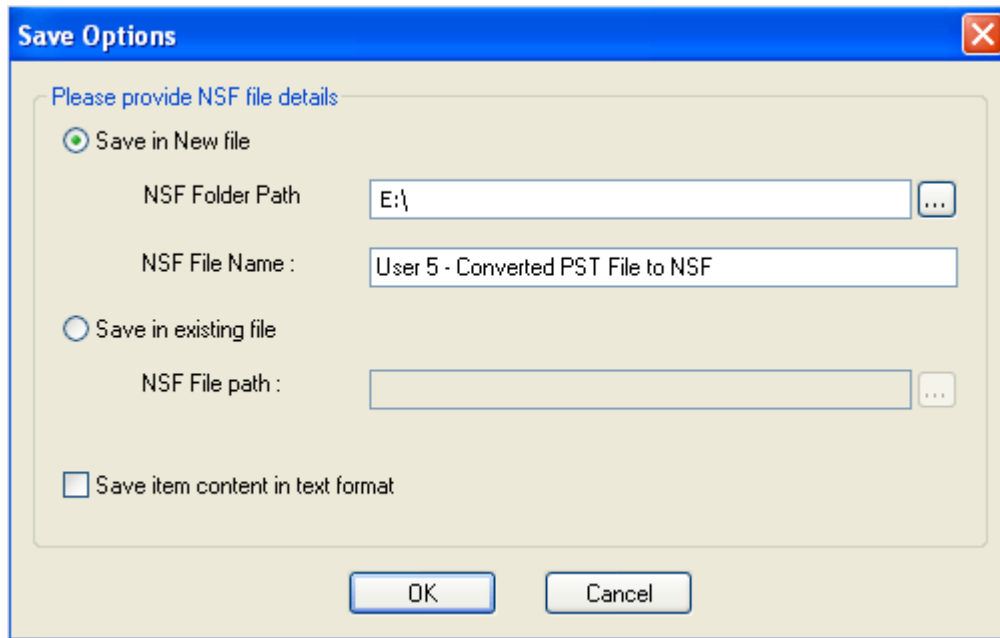 Save Options
Please provide NSF file details
Save in New file
NSF Folder Path
E:\
...
NSF File Name :
User 5 - Converted PST File to NSF
Save in existing file
NSF File path :
...
Save item content in text format
OK
Cancel